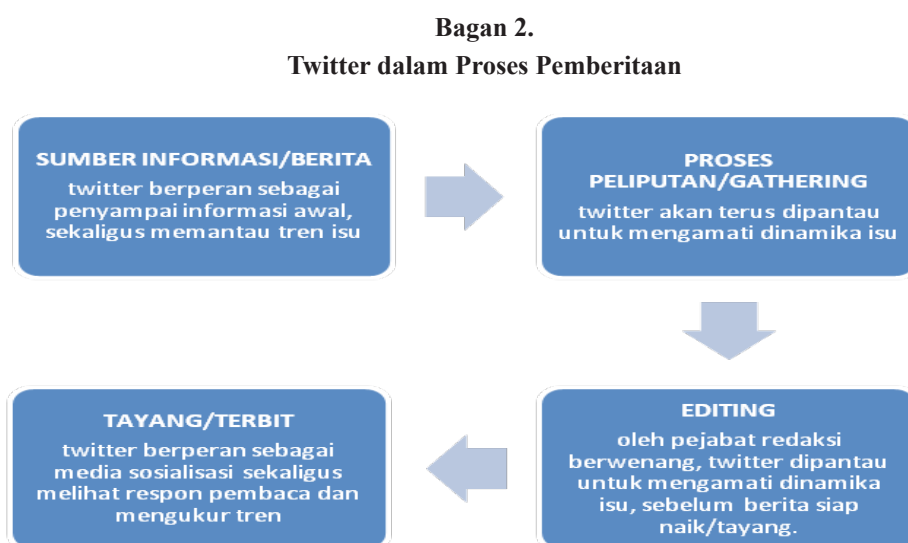 Bagan 2.
Twitter dalam Proses Pemberitaan
SUMBER INFORMASI/BERITA
twitter berperan sebagai
penyampai informasi awal,
sekaligus memantau tren isu
PROSES
PELIPUTAN/GATHERING
twitter akan terus dipantau
untuk mengamati dinamika isu
EDITING
oleh pejabat redaksi
berwenang, twitter dipantau
untuk mengamati dinamika
isu, sebelum berita siap
naik/tayang.
TAYANG/TERBIT
twitter berperan sebagai
media sosialisasi sekaligus
melihat respon pembaca dan
mengukur tren